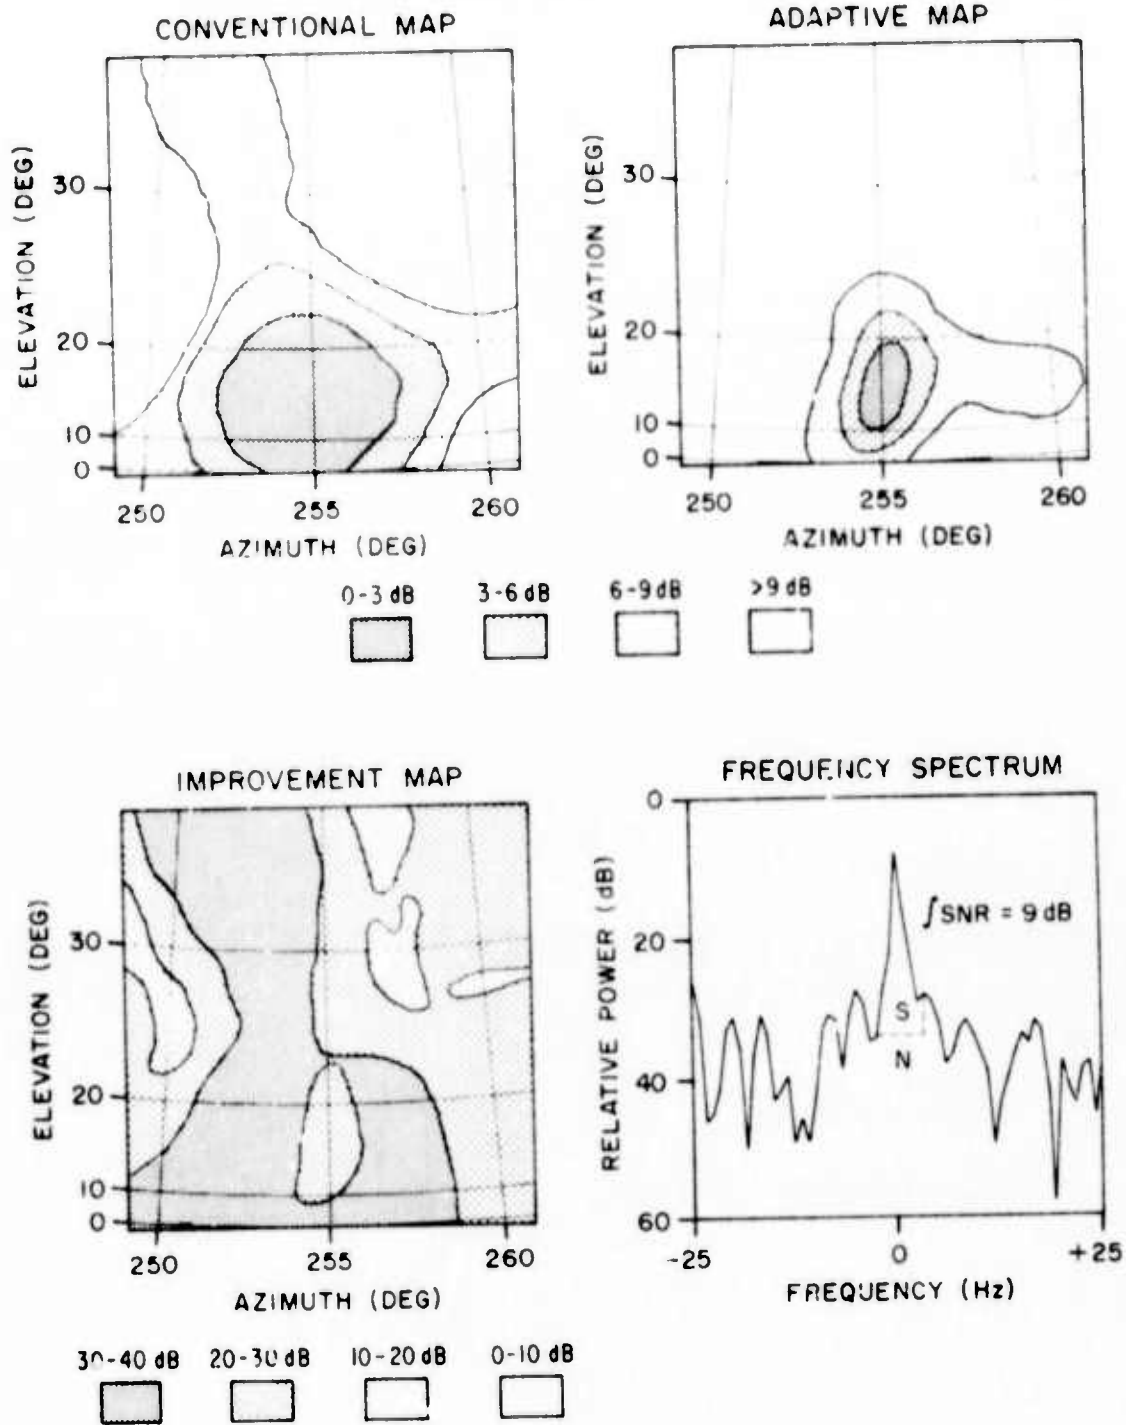 CONVENTIONAL MAP
ELEVATION (DEG)
30
20
10
0
250 255 260
AZIMUTH (DEG)
ADAPTIVE MAP
ELEVATION (DEG)
30
20
10
0
250 255 260
AZIMUTH (DEG)
0-3 dB 3-6 dB 6-9 dB >9 dB
IMPROVEMENT MAP
ELEVATION (DEG)
30
20
10
0
250 255 260
AZIMUTH (DEG)
30-40 dB 20-30 dB 10-20 dB 0-10 dB
FREQUENCY SPECTRUM
RELATIVE POWER (dB)
0
20
40
60
∫SNR = 9 dB
S
N
-25 0 +25
FREQUENCY (Hz)